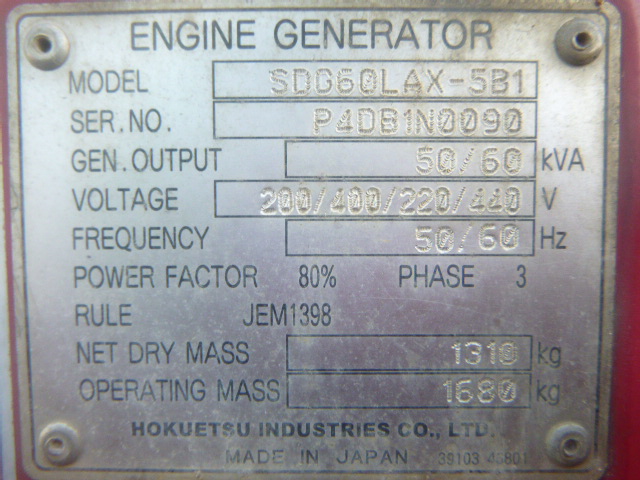 ENGINE GENERATOR
MODEL SDG60LAX-5B1
SER.NO. P4DB1N0090
GEN.OUTPUT 50/60 kVA
VOLTAGE 200/400/220/440 V
FREQUENCY 50/60 Hz
POWER FACTOR 80% PHASE 3
RULE JEM1398
NET DRY MASS 1310 kg
OPERATING MASS 1680 kg
HOKUETSU INDUSTRIES CO., LTD.
MADE IN JAPAN 39103